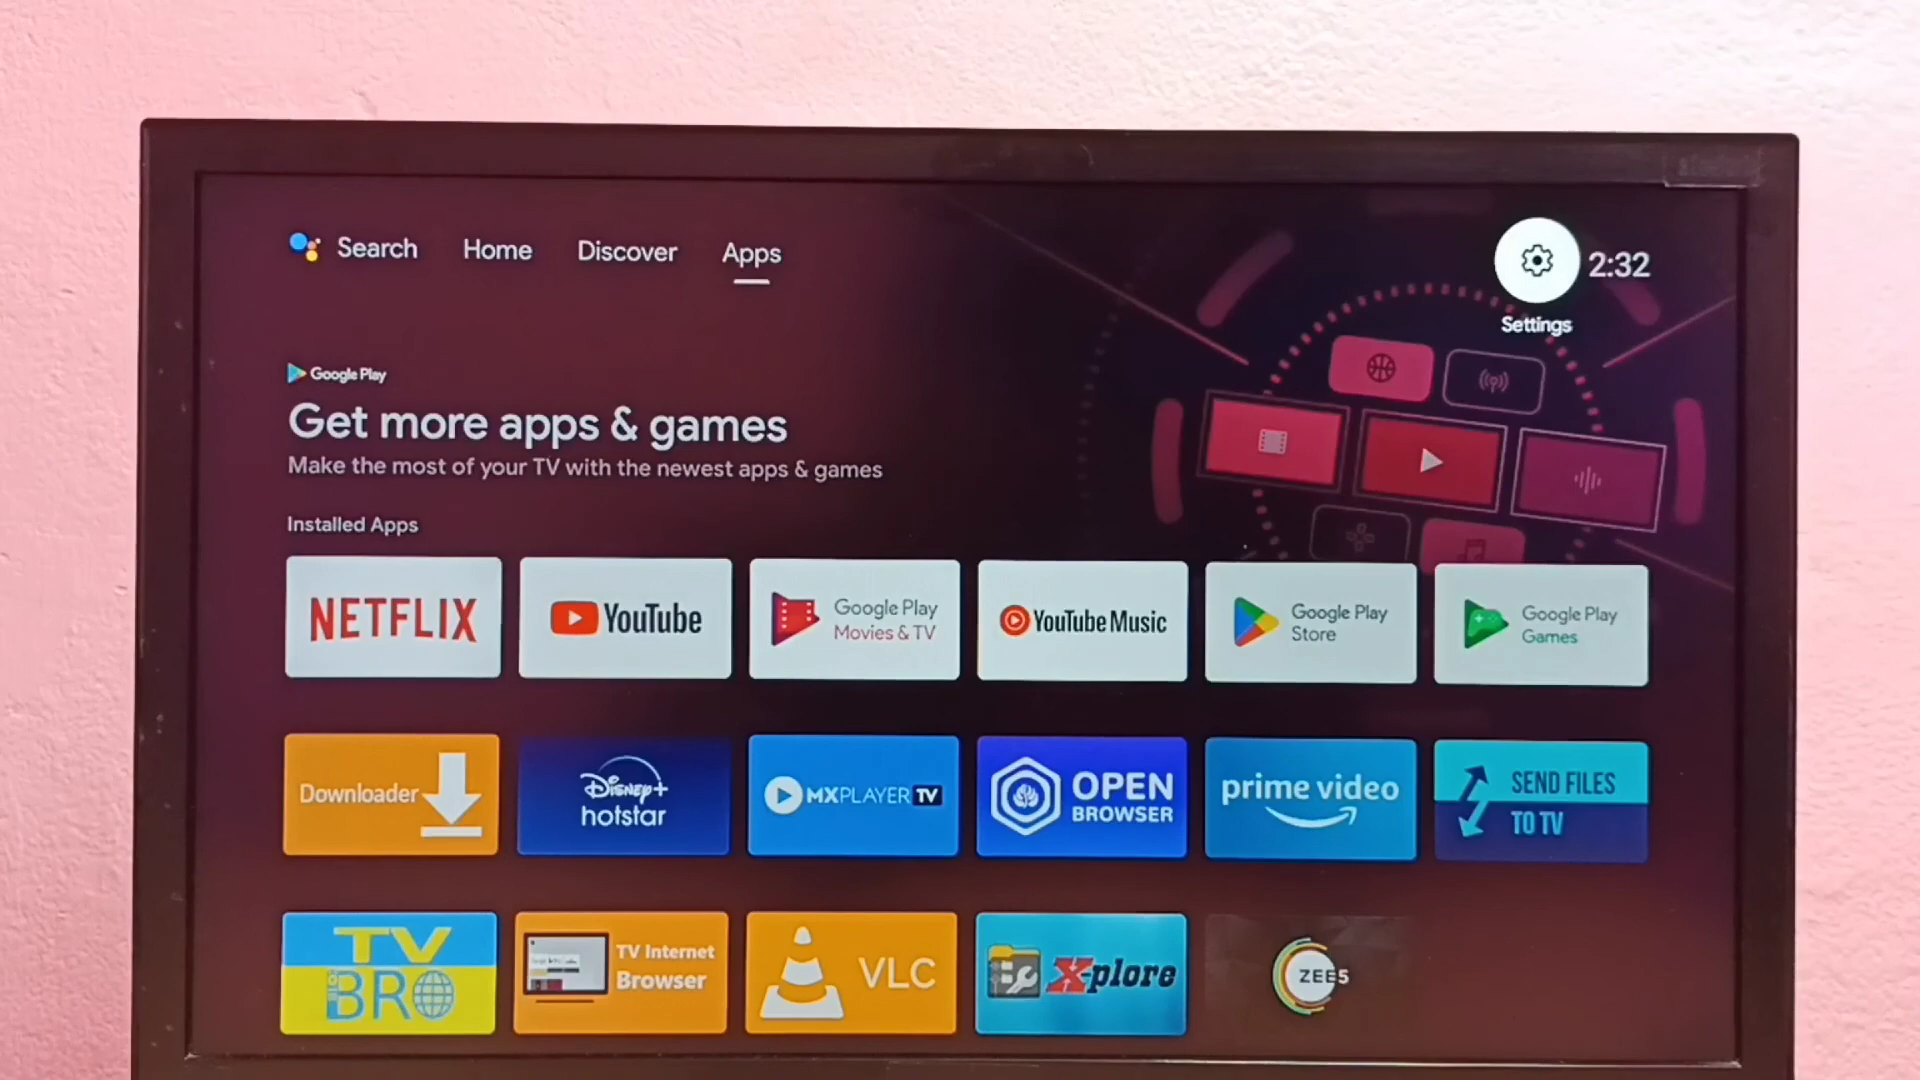 Search Home Discover Apps
2:32
Settings
Google Play
Get more apps & games
Make the most of your TV with the newest apps & games
Installed Apps
NETFLIX
YouTube
Google Play
Movies & TV
YouTube Music
Google Play
Store
Google Play
Games
Downloader
Disney+
hotstar
MXPLAYER TV
OPEN
BROWSER
prime video
SEND FILES
TO TV
TV
BRO
TV Internet
Browser
VLC
X-plore
ZEE5